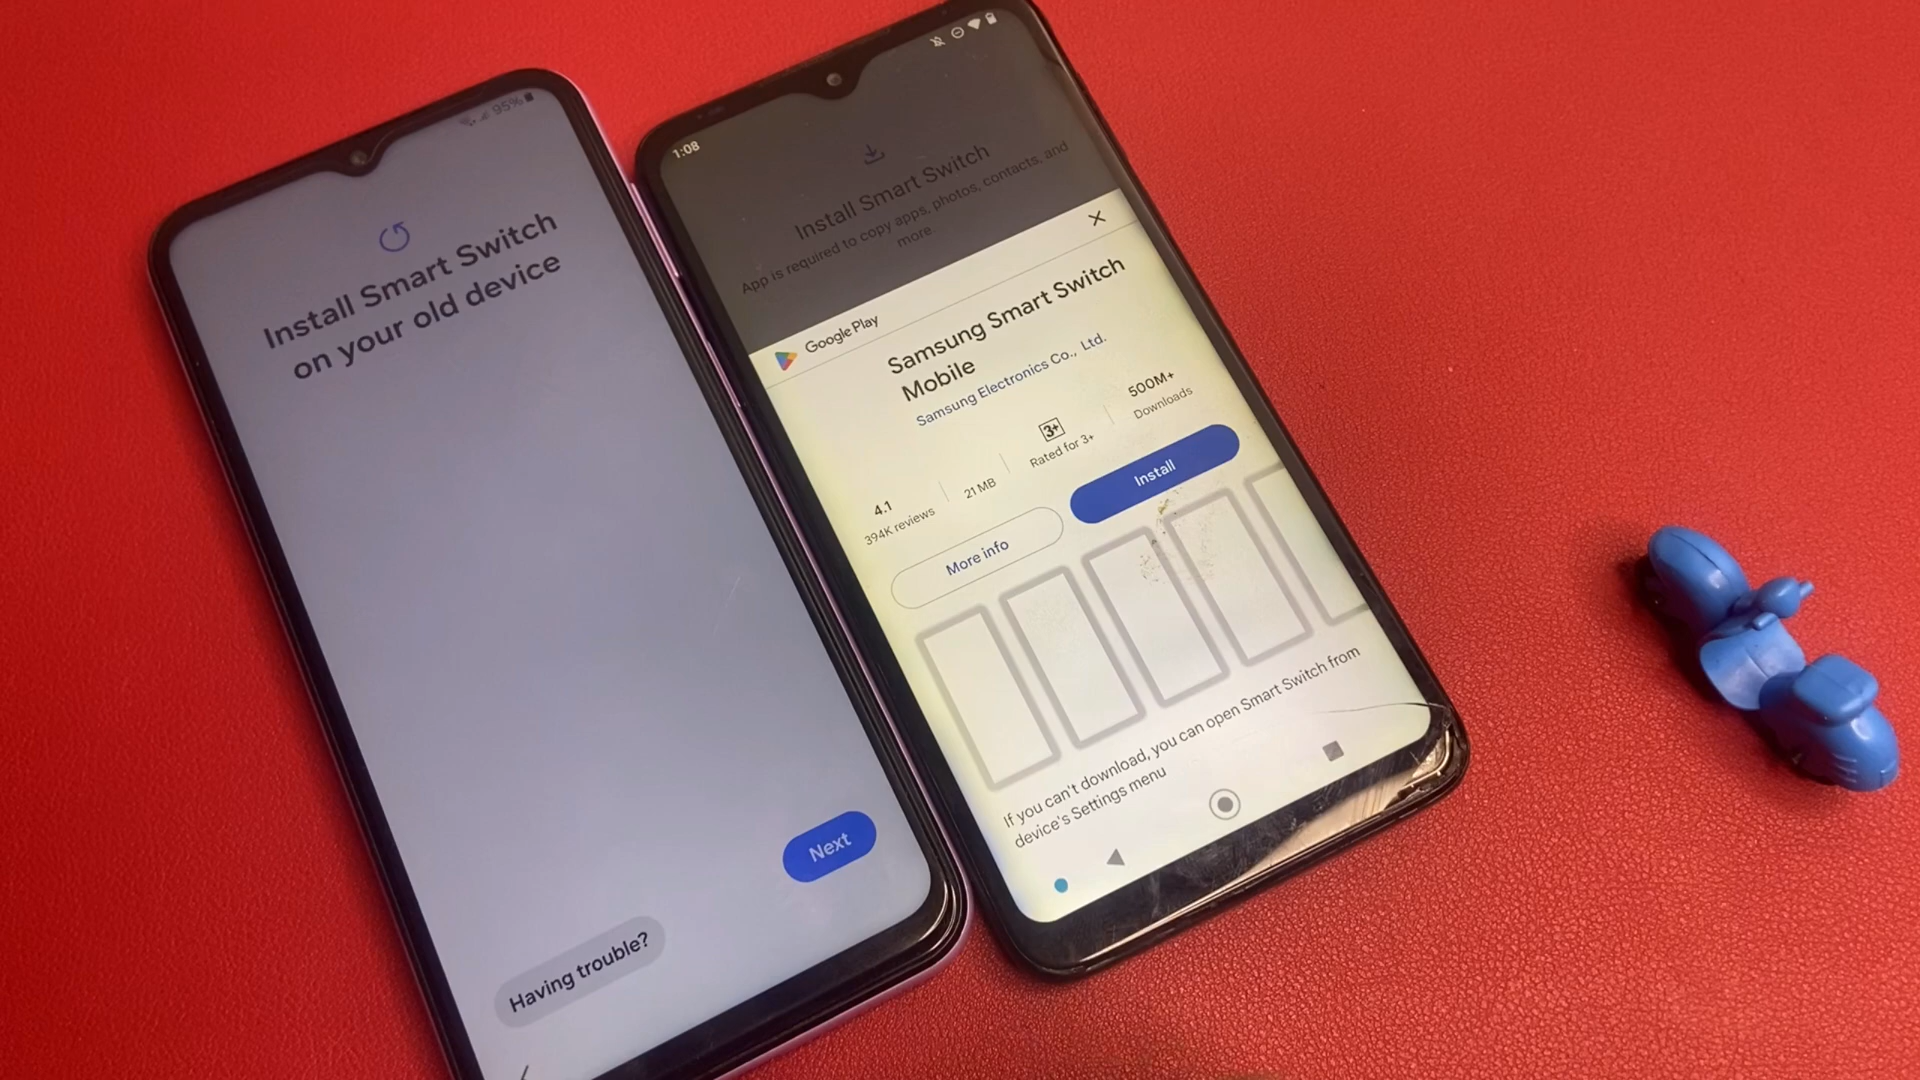 95%
Install Smart Switch
on your old device
Next
Having trouble?
1:08
Install Smart Switch
App is required to copy apps, photos, contacts, and
more.
Google Play
Samsung Smart Switch
Mobile
Samsung Electronics Co., Ltd.
4.1
394K reviews
21 MB
3+
Rated for 3+
500M+
Downloads
More info
Install
If you can't download, you can open Smart Switch from
device's Settings menu